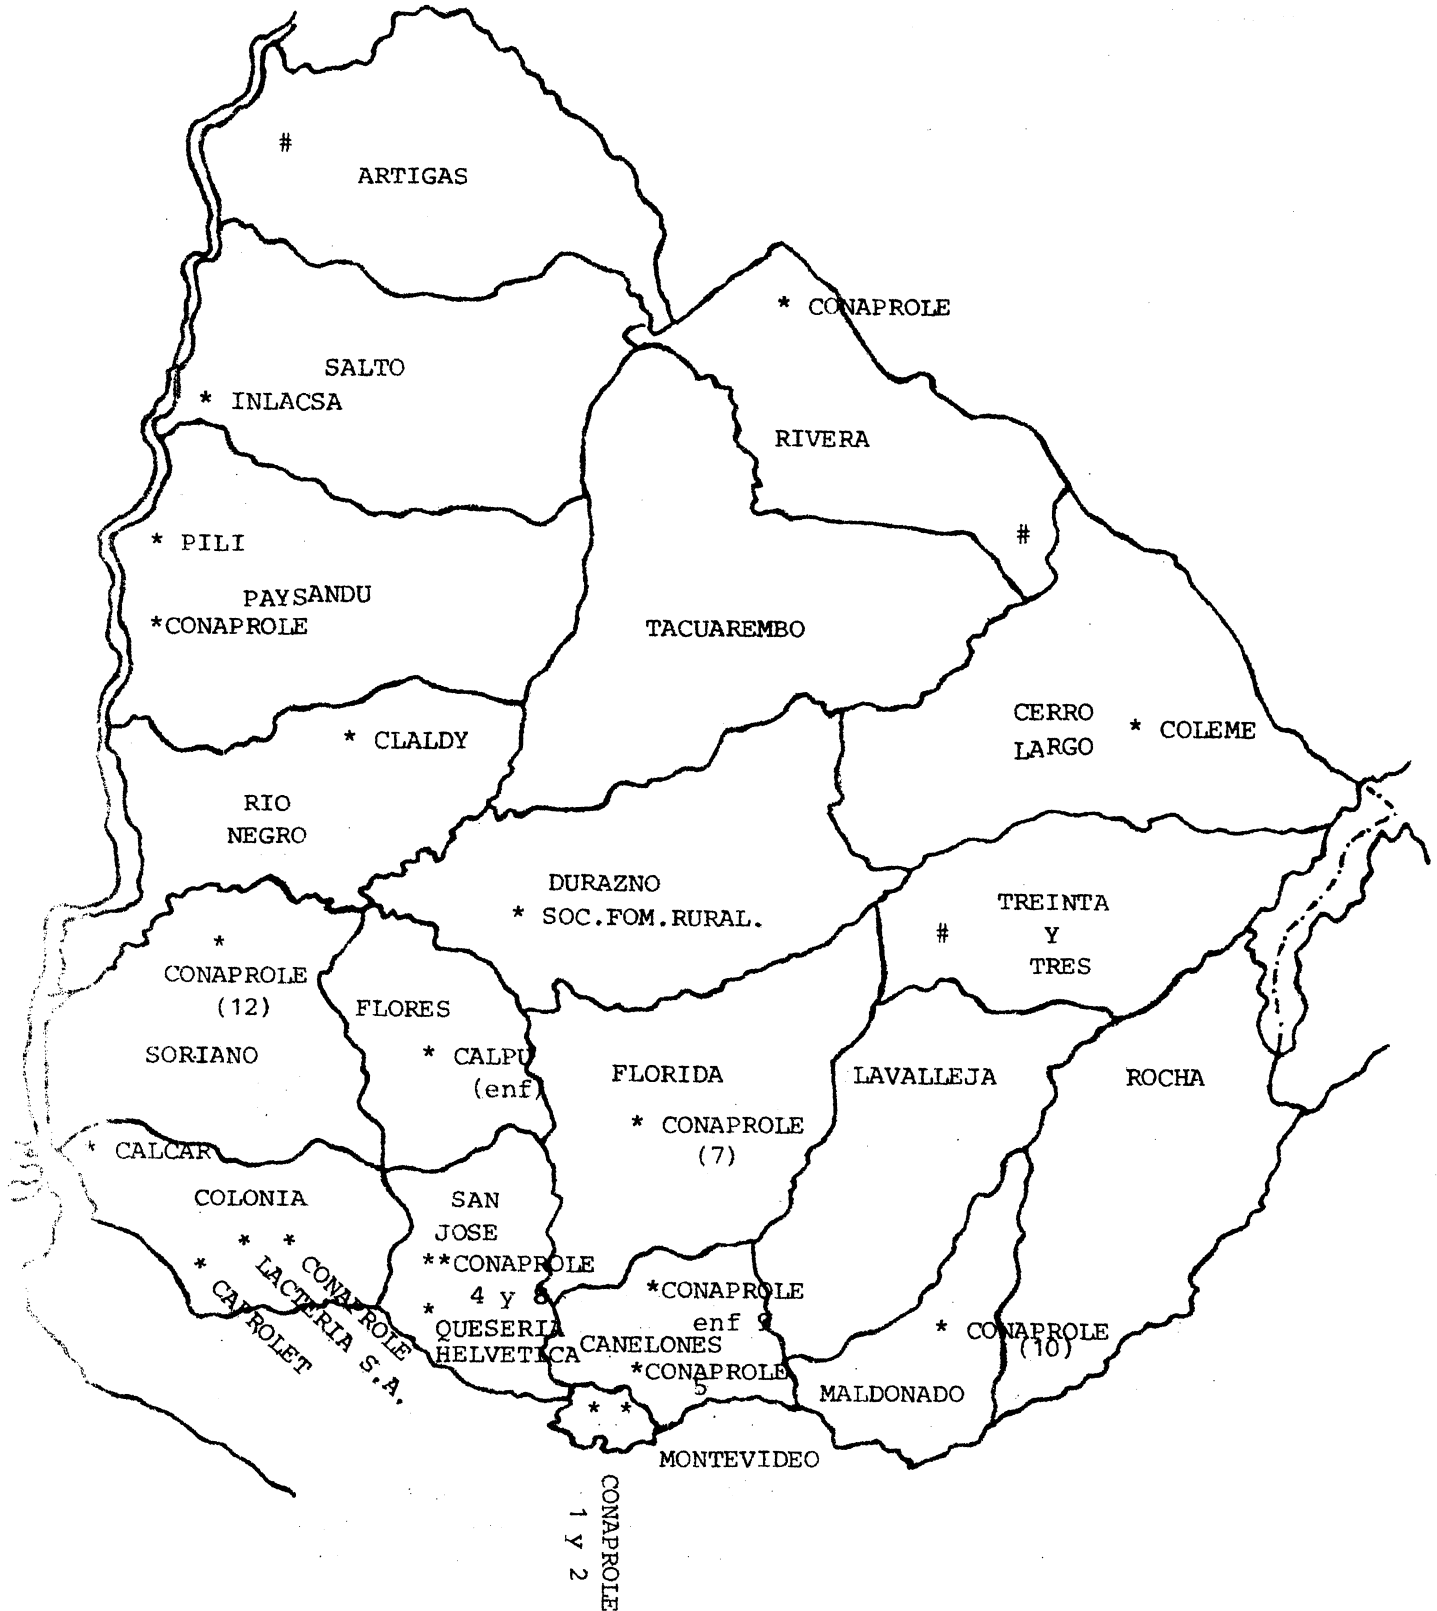 #
ARTIGAS
* CONAPROLE
SALTO
* INLACSA
RIVERA
#
* PILI
PAYSANDU
*CONAPROLE
TACUAREMBO
CERRO
LARGO
* COLEME
* CLALDY
RIO
NEGRO
DURAZNO
* SOC.FOM.RURAL.
TREINTA
Y
TRES
#
*
CONAPROLE
(12)
SORIANO
FLORES
* CALPU
(enf)
FLORIDA
* CONAPROLE
(7)
LAVALLEJA
ROCHA
* CALCAR
COLONIA
* CONAPROLE
* LACTERIA S.A.
* CAPROLET
SAN
JOSE
**CONAPROLE
4 y 8
*
QUESERIA
HELVETICA
*CONAPROLE
enf 9
CANELONES
*CONAPROLE
5
* CONAPROLE
(10)
MALDONADO
* *
MONTEVIDEO
CONAPROLE
1 y 2